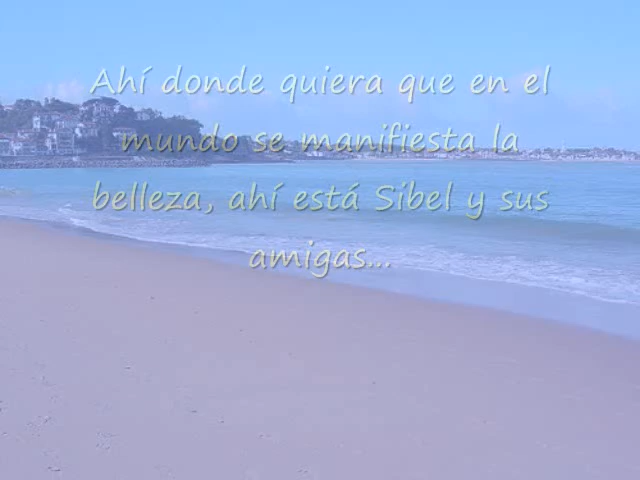 Ahí donde quiera que en el
mundo se manifiesta la
belleza, ahí está Sibel y sus
amigas...